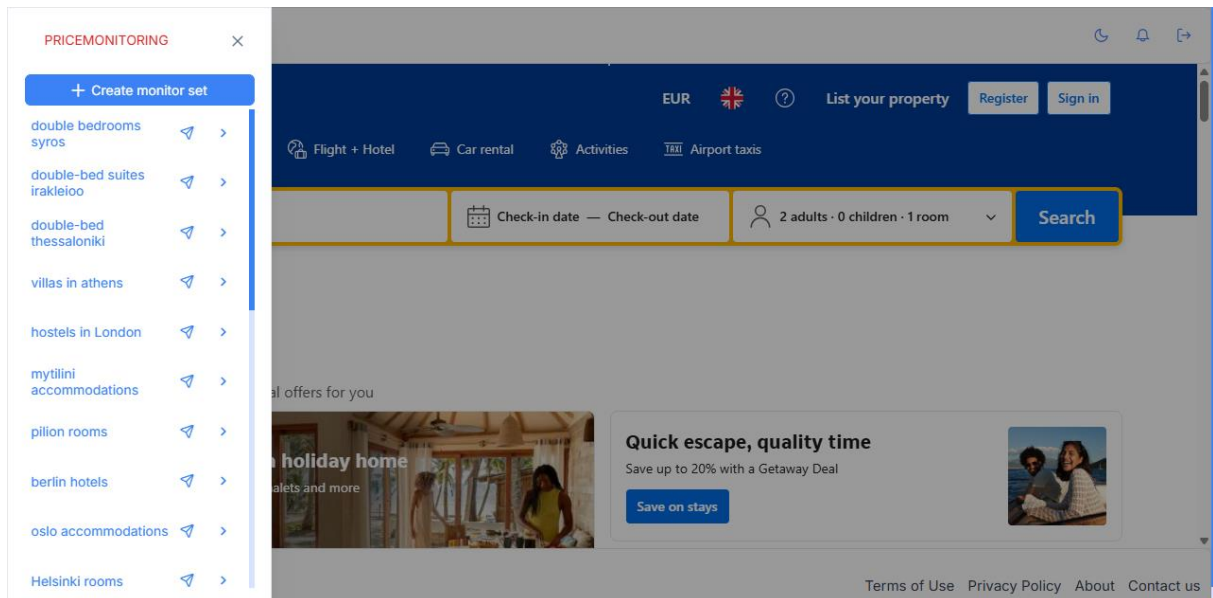 PRICEMONITORING
Create monitor set
double bedrooms
syros
double-bed suites
irakleioo
double-bed
thessaloniki
villas in athens
hostels in London
mytilini
accommodations
pilion rooms
berlin hotels
oslo accommodations
Helsinki rooms
EUR
List your property
Register
Sign in
Flight + Hotel
Car rental
Activities
TAXI
Airport taxis
Check-in date — Check-out date
2 adults · 0 children · 1 room
Search
offers for you
holiday home
and more
Quick escape, quality time
Save up to 20% with a Getaway Deal
Save on stays
Terms of Use Privacy Policy About Contact us